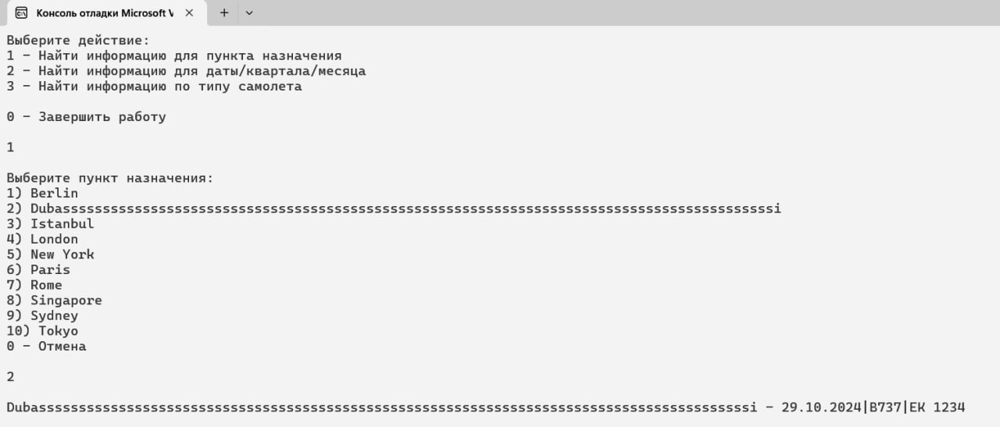 Консоль отладки Microsoft V
Выберите действие:
1 - Найти информацию для пункта назначения
2 - Найти информацию для даты/квартала/месяца
3 - Найти информацию по типу самолета
0 - Завершить работу
1
Выберите пункт назначения:
1) Berlin
2) Dubasssssssssssssssssssssssssssssssssssssssssssssssssssssssssssssssssssssssssssssssssssssssssi
3) Istanbul
4) London
5) New York
6) Paris
7) Rome
8) Singapore
9) Sydney
10) Tokyo
0 - Отмена
2
Dubasssssssssssssssssssssssssssssssssssssssssssssssssssssssssssssssssssssssssssssssssssssssssi - 29.10.2024|B737|EK 1234